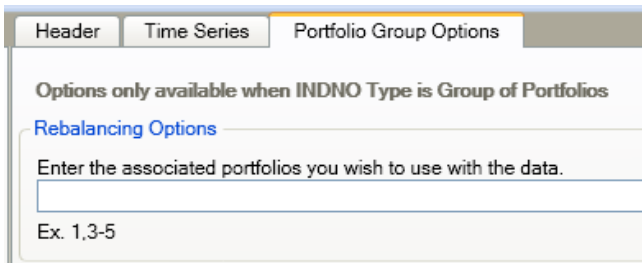 Header Time Series Portfolio Group Options
Options only available when INDNO Type is Group of Portfolios
Rebalancing Options
Enter the associated portfolios you wish to use with the data.
Ex. 1,3-5